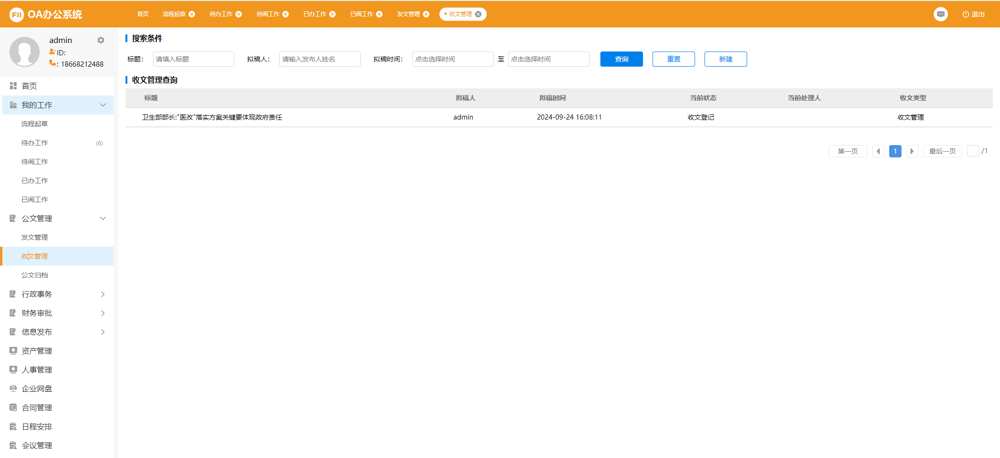 FII OA办公系统 首页 流程起草 待办工作 待阅工作 已办工作 已阅工作 发文管理 收文管理 退出
admin
ID:
: 18668212488
首页
我的工作
流程起草
待办工作 (6)
待阅工作
已办工作
已阅工作
公文管理
发文管理
收文管理
公文归档
行政事务
财务审批
信息发布
资产管理
人事管理
企业网盘
合同管理
日程安排
会议管理
搜索条件
标题: 请填入标题 拟稿人: 请输入发布人姓名 拟稿时间: 点击选择时间 至 点击选择时间 查询 重置 新建
收文管理查询
标题 拟稿人 拟稿时间 当前状态 当前处理人 收文类型
卫生部部长:"医改"落实方案关键要体现政府责任 admin 2024-09-24 16:08:11 收文登记 收文管理
第一页 1 最后一页 /1